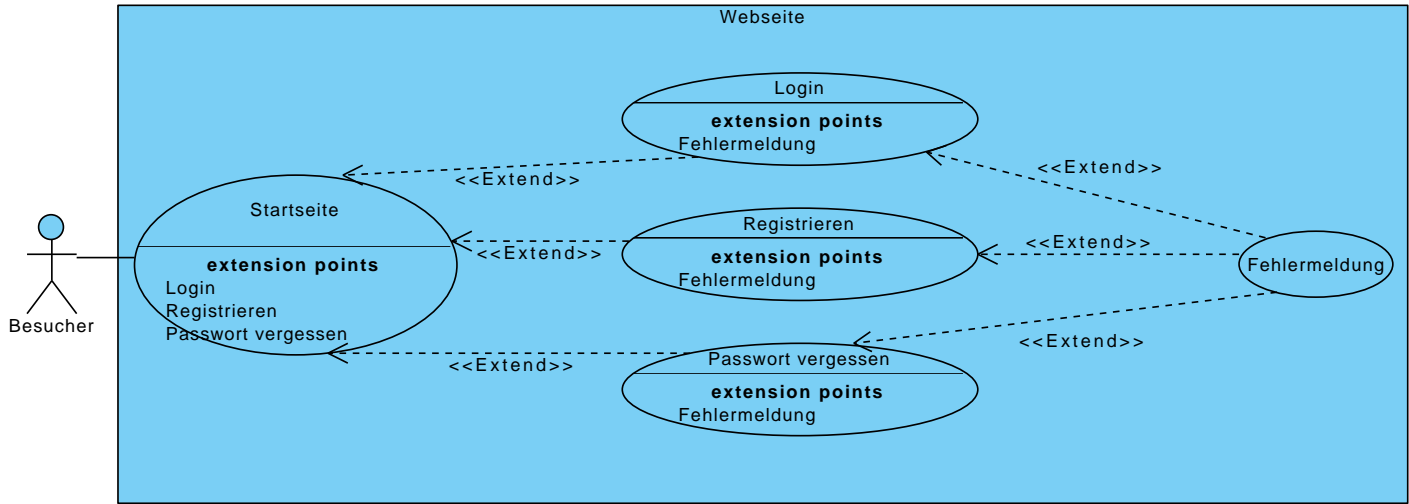 Webseite
Login
extension points
Fehlermeldung
<<Extend>>
<<Extend>>
Startseite
extension points
Login
Registrieren
Passwort vergessen
Besucher
Registrieren
extension points
Fehlermeldung
<<Extend>>
<<Extend>>
Fehlermeldung
Passwort vergessen
extension points
Fehlermeldung
<<Extend>>
<<Extend>>